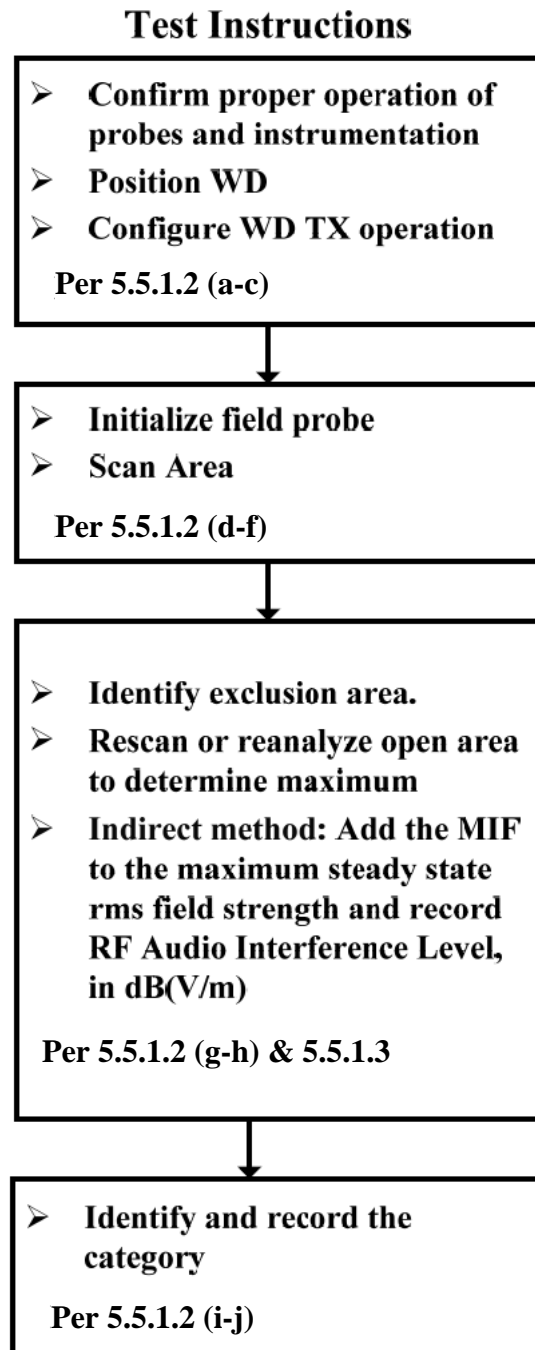 Test Instructions
➢ Confirm proper operation of
probes and instrumentation
➢ Position WD
➢ Configure WD TX operation
Per 5.5.1.2 (a-c)
➢ Initialize field probe
➢ Scan Area
Per 5.5.1.2 (d-f)
➢ Identify exclusion area.
➢ Rescan or reanalyze open area
to determine maximum
➢ Indirect method: Add the MIF
to the maximum steady state
rms field strength and record
RF Audio Interference Level,
in dB(V/m)
Per 5.5.1.2 (g-h) & 5.5.1.3
➢ Identify and record the
category
Per 5.5.1.2 (i-j)